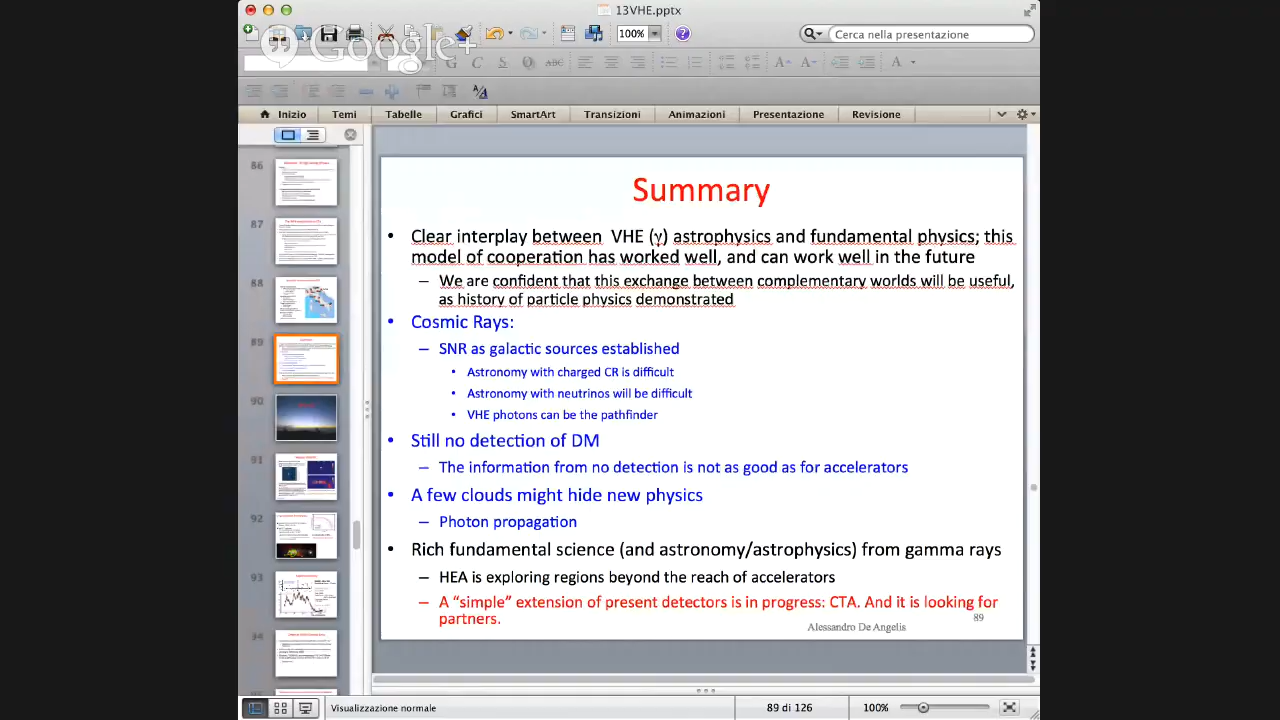 13VHE.pptx
Google+
100%
Cerca nella presentazione
G C S ABC
A A A
Inizio Temi Tabelle Grafici SmartArt Transizioni Animazioni Presentazione Revisione
86
87
88
89
90
91
92
93
94
Summary
• Clear interplay between VHE (γ) astrophysics and fundamental physics; this
model of cooperation has worked well, and can work well in the future
– We are confident that this exchange between complementary worlds will be useful,
as history of particle physics demonstrated
• Cosmic Rays:
– SNR as galactic sources established
• Astronomy with charged CR is difficult
• Astronomy with neutrinos will be difficult
• VHE photons can be the pathfinder
• Still no detection of DM
– The information from no detection is not as good as for accelerators
• A few clouds might hide new physics
– Photon propagation
• Rich fundamental science (and astronomy/astrophysics) from gamma rays
– HEA is exploring regions beyond the reach of accelerators
– A “simple” extension of present detectors is in progress: CTA. And it is looking for
partners.
89
Alessandro De Angelis
Visualizzazione normale
89 di 126
100%